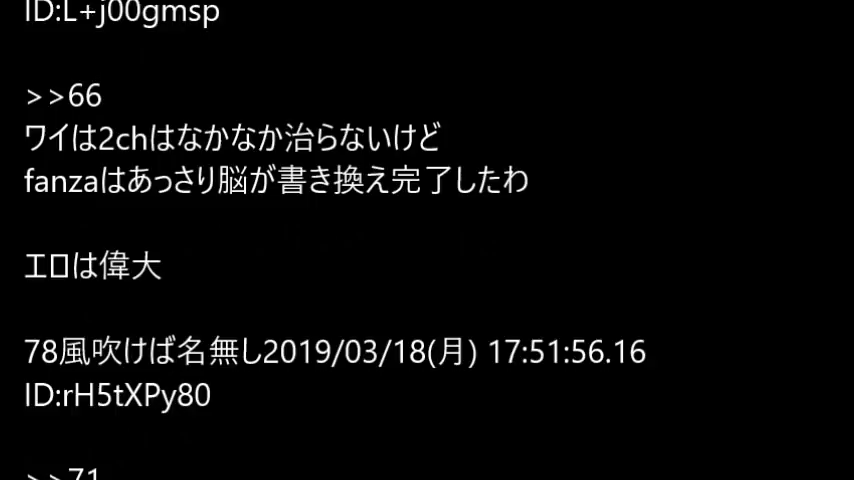 ID:L+j00gmsp
>>66
ワイは2chはなかなか治らないけど
fanzaはあっさり脳が書き換え完了したわ
エロは偉大
78風吹けば名無し2019/03/18(月) 17:51:56.16
ID:rH5tXPy80
>>71